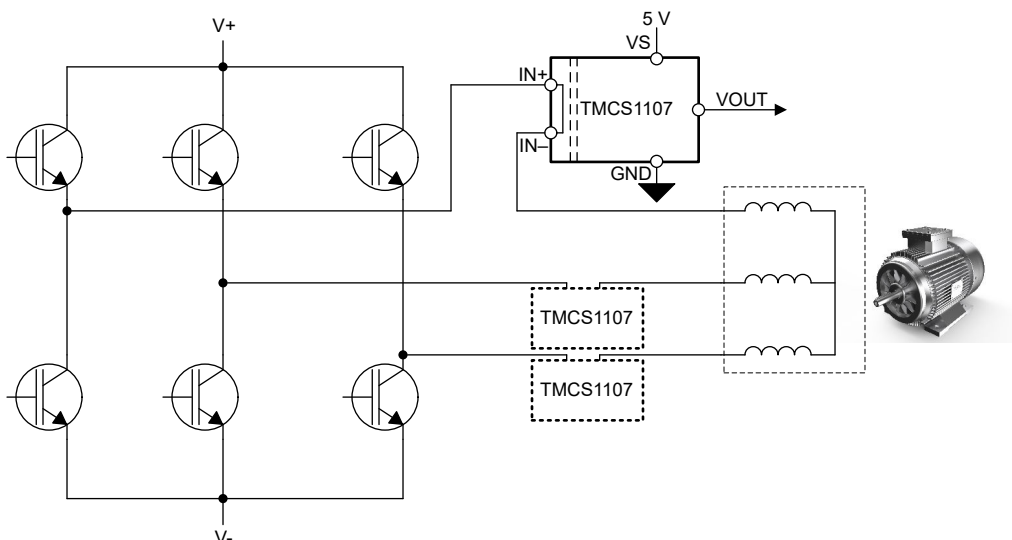 V+
5 V
VS
IN+
TMCS1107
VOUT
IN–
GND
TMCS1107
TMCS1107
V-